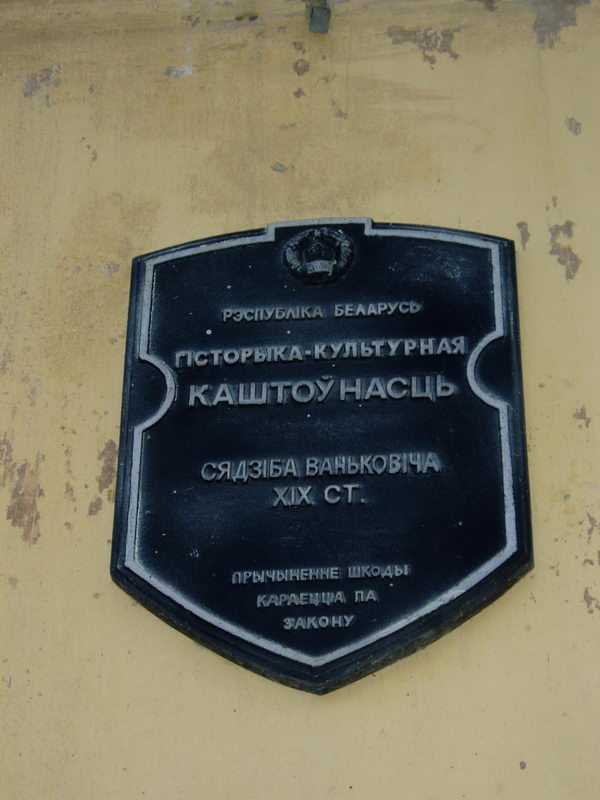 РЭСПУБЛІКА БЕЛАРУСЬ
ГІСТОРЫКА-КУЛЬТУРНАЯ
КАШТОЎНАСЦЬ
СЯДЗІБА ВАНЬКОВІЧА
XIX СТ.
ПРЫЧЫНЕННЕ ШКОДЫ
КАРАЕЦЦА ПА
ЗАКОНУ